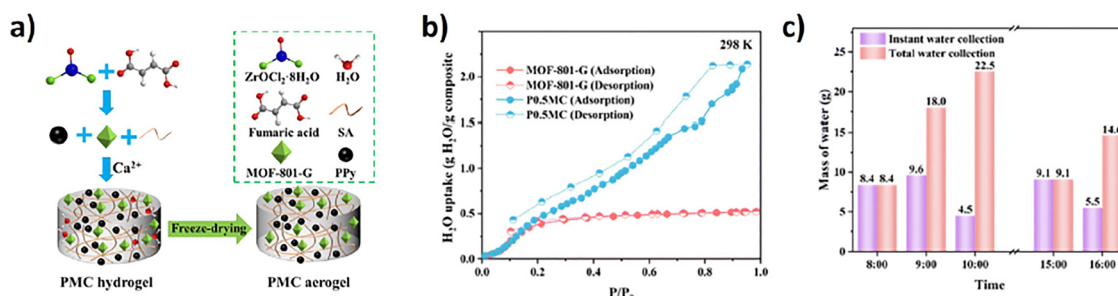 a)
ZrOCl₂·8H₂O
H₂O
Fumaric acid
SA
MOF-801-G
PPy
Ca²⁺
Freeze-drying
PMC hydrogel
PMC aerogel
b)
298 K
MOF-801-G (Adsorption)
MOF-801-G (Desorption)
P0.5MC (Adsorption)
P0.5MC (Desorption)
H₂O uptake (g H₂O/g composite)
2.5
2.0
1.5
1.0
0.5
0.0
0.0 0.2 0.4 0.6 0.8 1.0
c)
Instant water collection
Total water collection
Mass of water (g)
25
20
15
10
5
0
8.4 8.4
9.6 18.0
4.5 22.5
9.1 9.1
5.5 14.6
8:00 9:00 10:00 15:00 16:00
Time